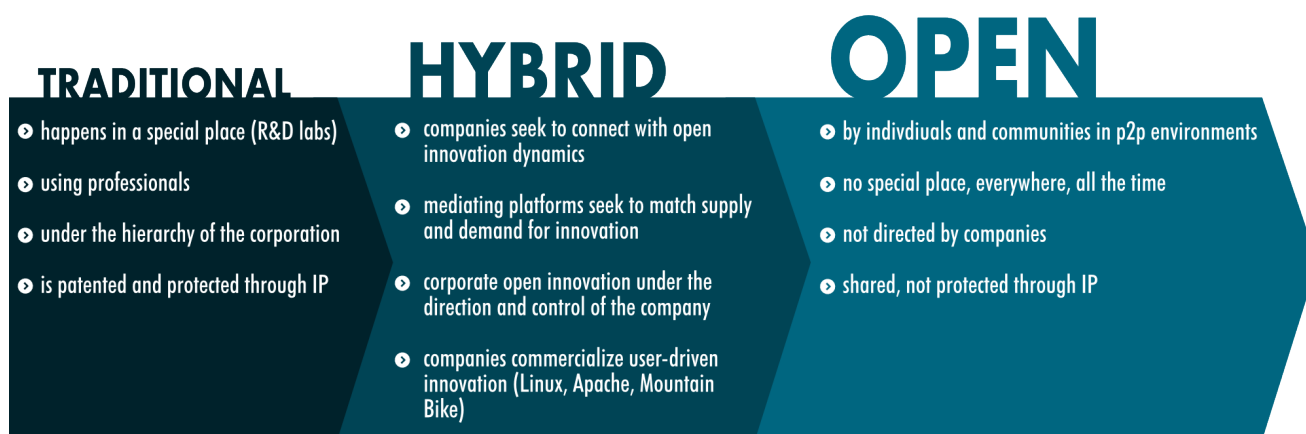 TRADITIONAL
happens in a special place (R&D labs)
using professionals
under the hierarchy of the corporation
is patented and protected through IP
HYBRID
companies seek to connect with open
innovation dynamics
mediating platforms seek to match supply
and demand for innovation
corporate open innovation under the
direction and control of the company
companies commercialize user-driven
innovation (Linux, Apache, Mountain
Bike)
OPEN
by indivdiuals and communities in p2p environments
no special place, everywhere, all the time
not directed by companies
shared, not protected through IP